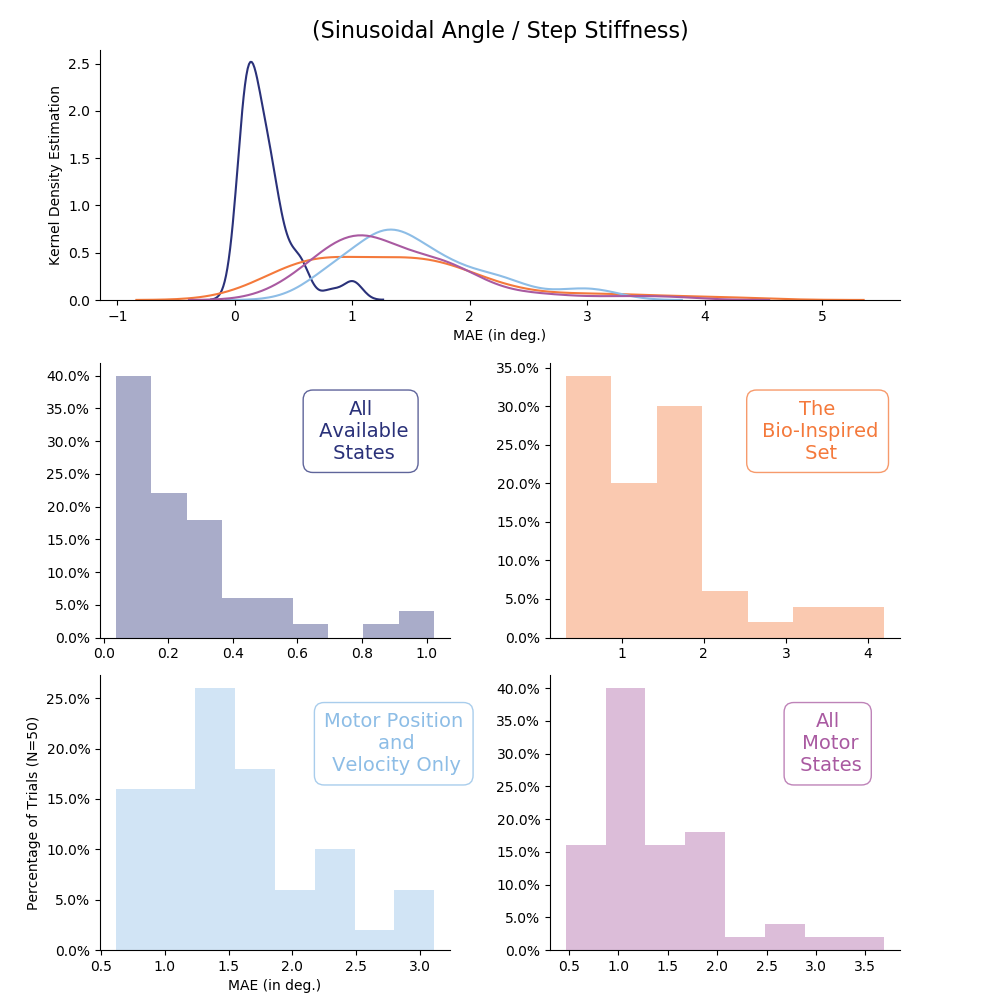 (Sinusoidal Angle / Step Stiffness)
Kernel Density Estimation
2.5
2.0
1.5
1.0
0.5
0.0
−1 0 1 2 3 4 5
MAE (in deg.)
40.0%
35.0%
30.0%
25.0%
20.0%
15.0%
10.0%
5.0%
0.0%
All
Available
States
0.0 0.2 0.4 0.6 0.8 1.0
35.0%
30.0%
25.0%
20.0%
15.0%
10.0%
5.0%
0.0%
The
Bio-Inspired
Set
1 2 3 4
Percentage of Trials (N=50)
25.0%
20.0%
15.0%
10.0%
5.0%
0.0%
Motor Position
and
Velocity Only
0.5 1.0 1.5 2.0 2.5 3.0
MAE (in deg.)
40.0%
35.0%
30.0%
25.0%
20.0%
15.0%
10.0%
5.0%
0.0%
All
Motor
States
0.5 1.0 1.5 2.0 2.5 3.0 3.5